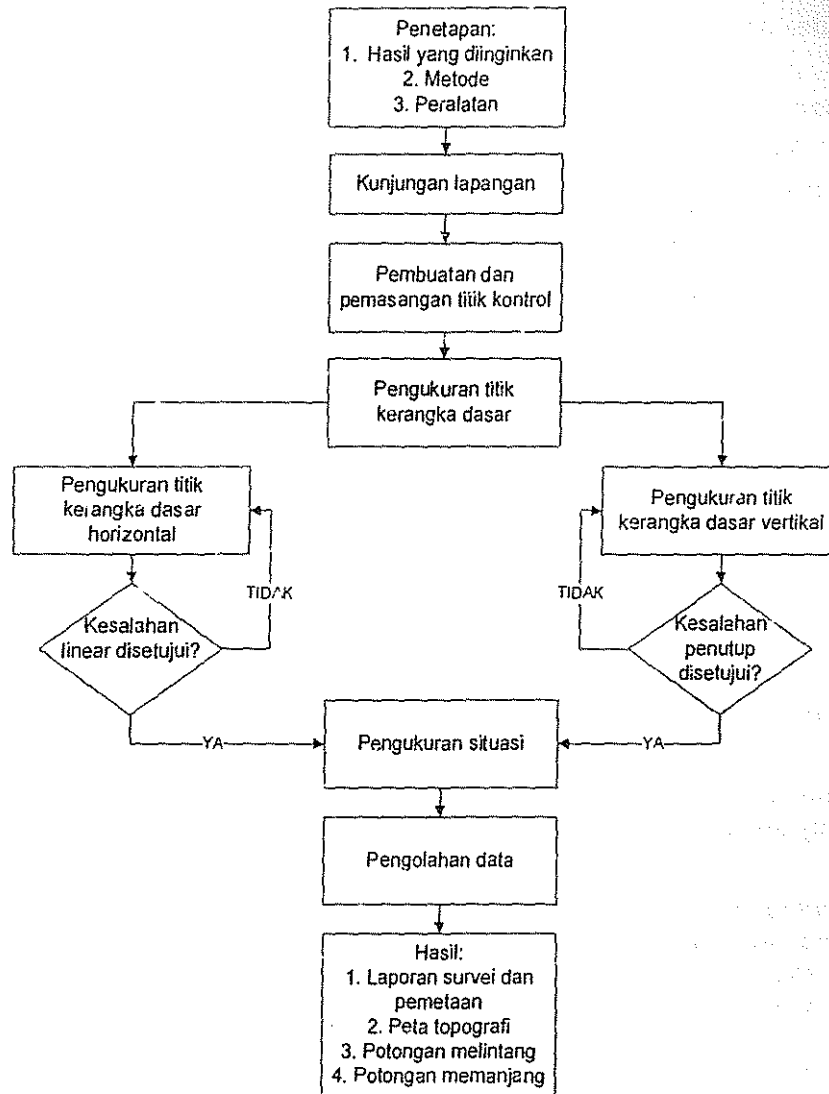 Penetapan:
1. Hasil yang diinginkan
2. Metode
3. Peralatan
Kunjungan lapangan
Pembuatan dan
pemasangan titik kontrol
Pengukuran titik
kerangka dasar
Pengukuran titik
kerangka dasar
horizontal
Pengukuran titik
kerangka dasar vertikal
TIDAK
TIDAK
Kesalahan
linear disetujui?
Kesalahan
penutup
disetujui?
YA
Pengukuran situasi
YA
Pengolahan data
Hasil:
1. Laporan survei dan
pemetaan
2. Peta topografi
3. Potongan melintang
4. Potongan memanjang